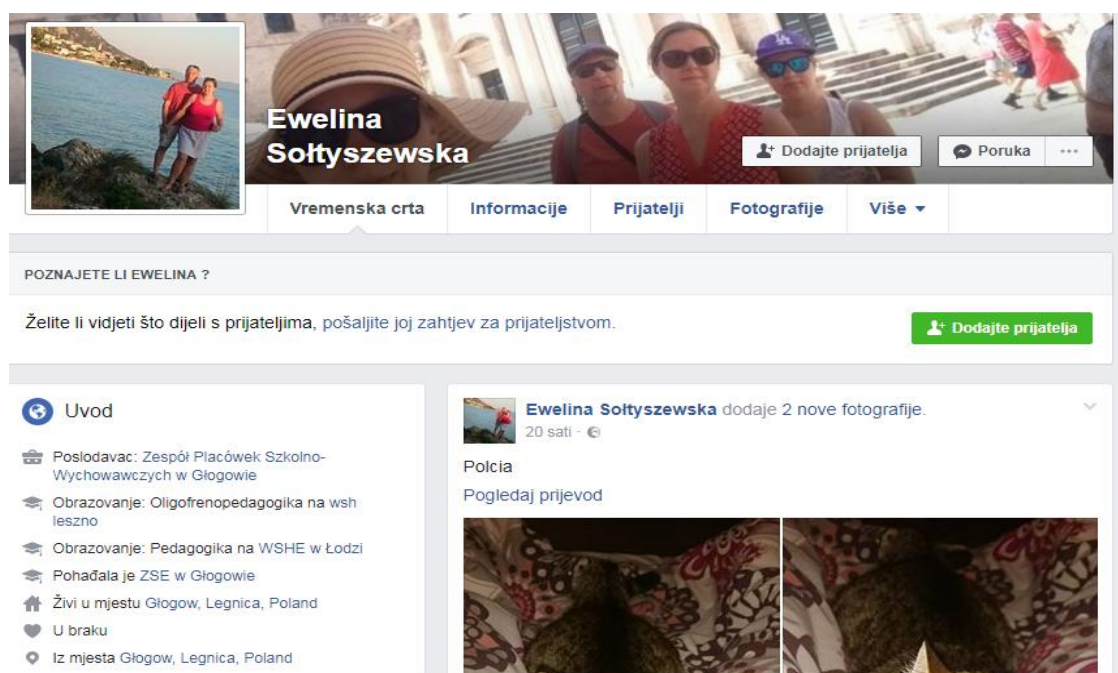 Ewelina
Sołtyszewska
Dodajte prijatelja
Poruka
Vremenska crta
Informacije
Prijatelji
Fotografije
Više
POZNAJETE LI EWELINA ?
Želite li vidjeti što dijeli s prijateljima, pošaljite joj zahtjev za prijateljstvom.
Dodajte prijatelja
Uvod
Poslodavac: Zespół Placówek Szkolno-
Wychowawczych w Głogowie
Obrazovanje: Oligofrenopedagogika na wsh
leszno
Obrazovanje: Pedagogika na WSHE w Łodzi
Pohađala je ZSE w Głogowie
Živi u mjestu Głogow, Legnica, Poland
U braku
Iz mjesta Głogow, Legnica, Poland
Ewelina Sołtyszewska dodaje 2 nove fotografije.
20 sati ·
Polcia
Pogledaj prijevod